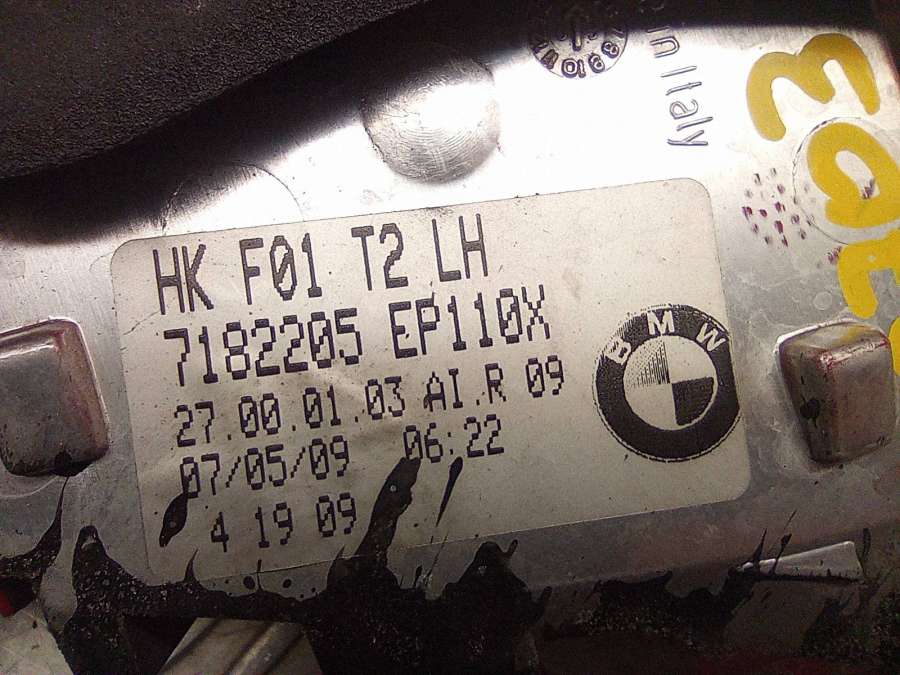 in Italy
HK F01 T2 LH
7182205 EP110X
27.00.01.03 AI.R 09
07/05/09 06:22
4 19 09
BMW